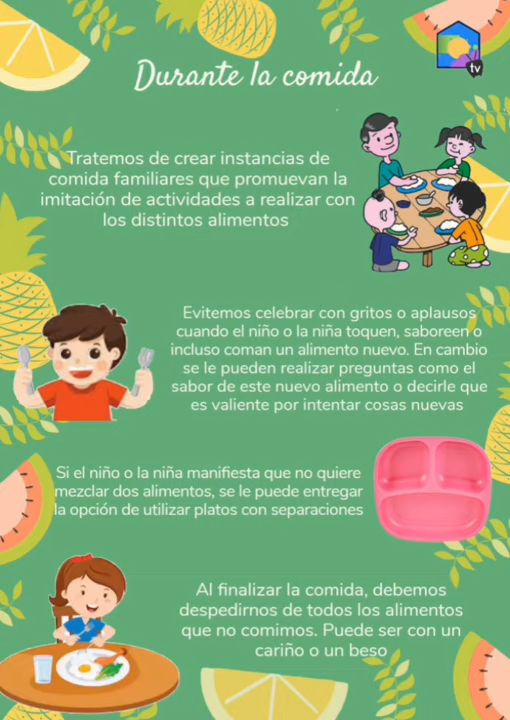 tv
Durante la comida
Tratemos de crear instancias de
comida familiares que promuevan la
imitación de actividades a realizar con
los distintos alimentos
Evitemos celebrar con gritos o aplausos
cuando el niño o la niña toquen, saboreen o
incluso coman un alimento nuevo. En cambio
se le pueden realizar preguntas como el
sabor de este nuevo alimento o decirle que
es valiente por intentar cosas nuevas
Si el niño o la niña manifiesta que no quiere
mezclar dos alimentos, se le puede entregar
la opción de utilizar platos con separaciones
Al finalizar la comida, debemos
despedirnos de todos los alimentos
que no comimos. Puede ser con un
cariño o un beso